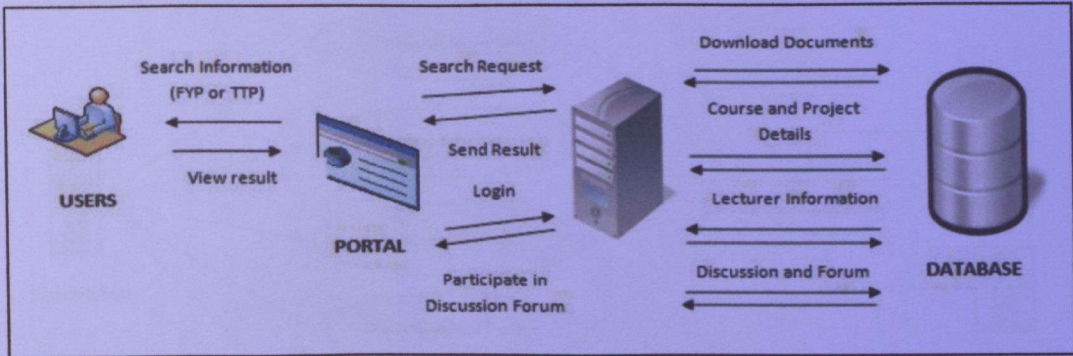 Search Information
(FYP or TTP)
View result
USERS
PORTAL
Search Request
Send Result
Login
Participate in
Discussion Forum
Download Documents
Course and Project
Details
Lecturer Information
Discussion and Forum
DATABASE